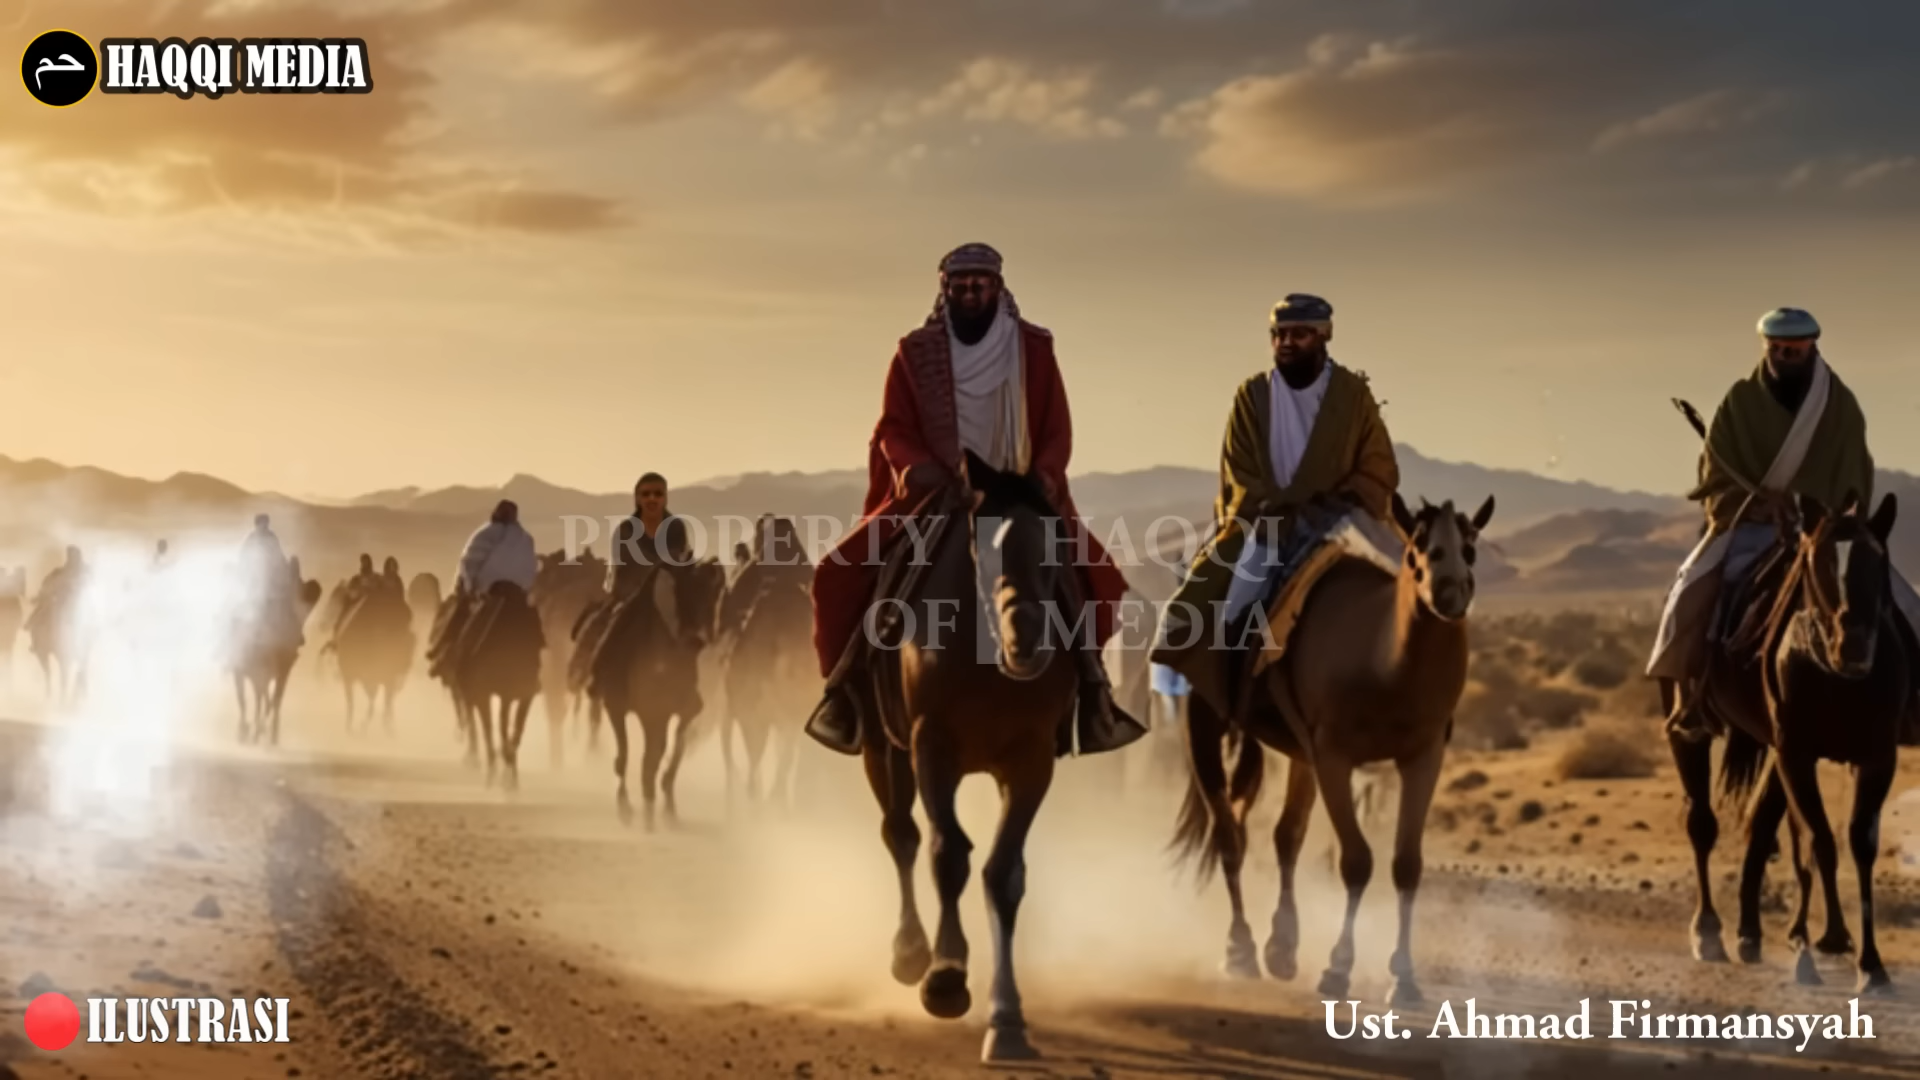 حم HAQQI MEDIA
PROPERTY HAQQI
OF MEDIA
ILUSTRASI
Ust. Ahmad Firmansyah